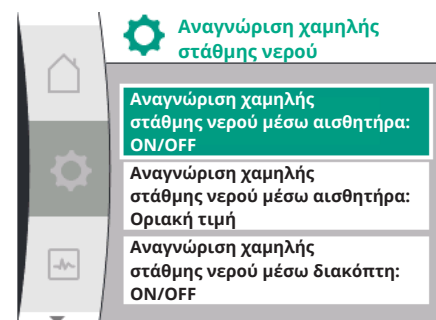 Αναγνώριση χαμηλής
στάθμης νερού
Αναγνώριση χαμηλής
στάθμης νερού μέσω αισθητήρα:
ON/OFF
Αναγνώριση χαμηλής
στάθμης νερού μέσω αισθητήρα:
Οριακή τιμή
Αναγνώριση χαμηλής
στάθμης νερού μέσω διακόπτη:
ON/OFF